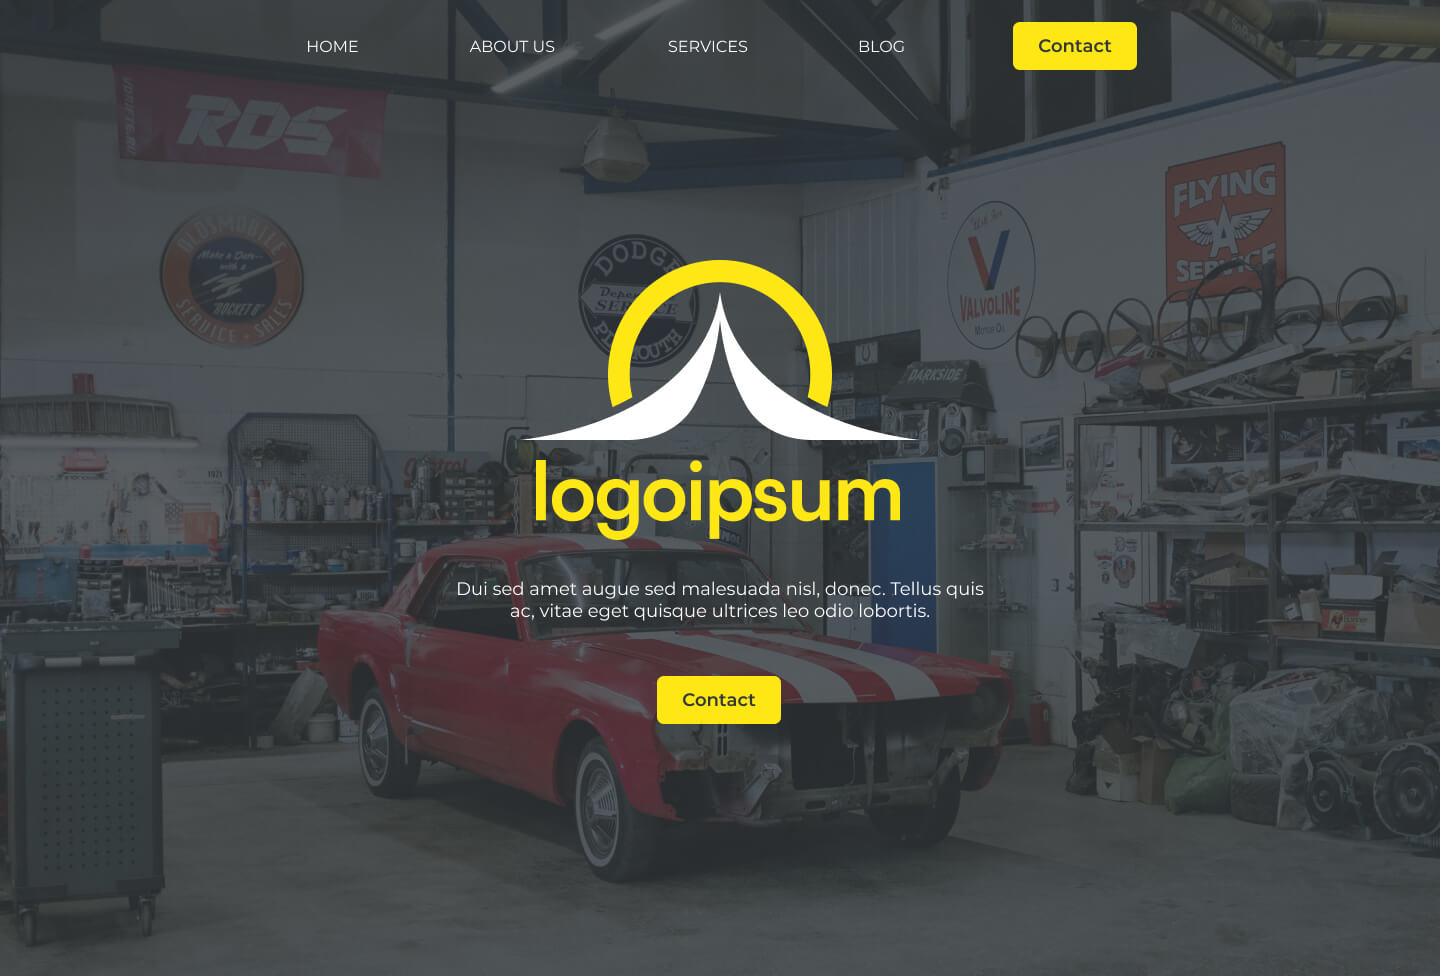 HOME
ABOUT US
SERVICES
BLOG
Contact
RDS
FLYING
A
SERVICE
OLDSMOBILE
Make a Date--
with a
"ROCKET 8"
SERVICE • SALES
DODGE
SERVICE
PLYMOUTH
V
VALVOLINE
Motor Oil
DARKSIDE
1971
logoipsum
Dui sed amet augue sed malesuada nisl, donec. Tellus quis
ac, vitae eget quisque ultrices leo odio lobortis.
Contact